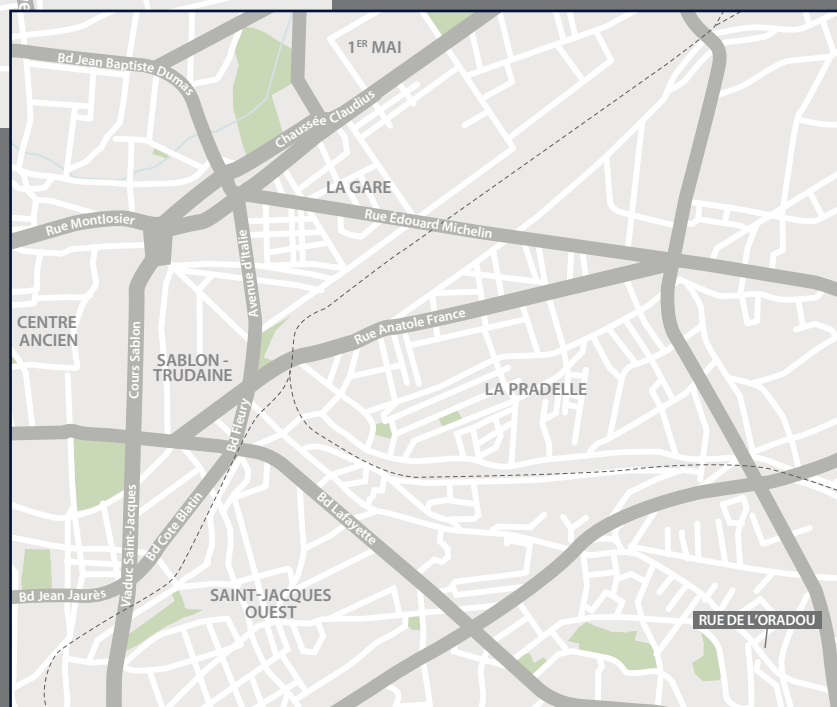 1ER MAI
Bd Jean Baptiste Dumas
Chaussée Claudius
LA GARE
Rue Montlosier
Rue Édouard Michelin
Avenue d'Italie
CENTRE
ANCIEN
Cours Sablon
Rue Anatole France
SABLON -
TRUDAINE
LA PRADELLE
Bd Fleury
Viaduc Saint-Jacques
Bd Cote Blatin
Bd Lafayette
Bd Jean Jaurès
SAINT-JACQUES
OUEST
RUE DE L'ORADOU